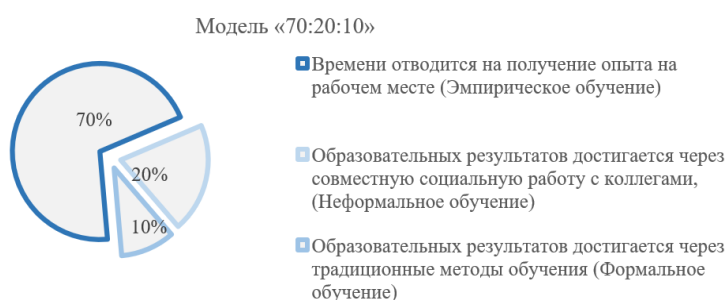 Модель «70:20:10»
70%
20%
10%
Времени отводится на получение опыта на
рабочем месте (Эмпирическое обучение)
Образовательных результатов достигается через
совместную социальную работу с коллегами,
(Неформальное обучение)
Образовательных результатов достигается через
традиционные методы обучения (Формальное
обучение)